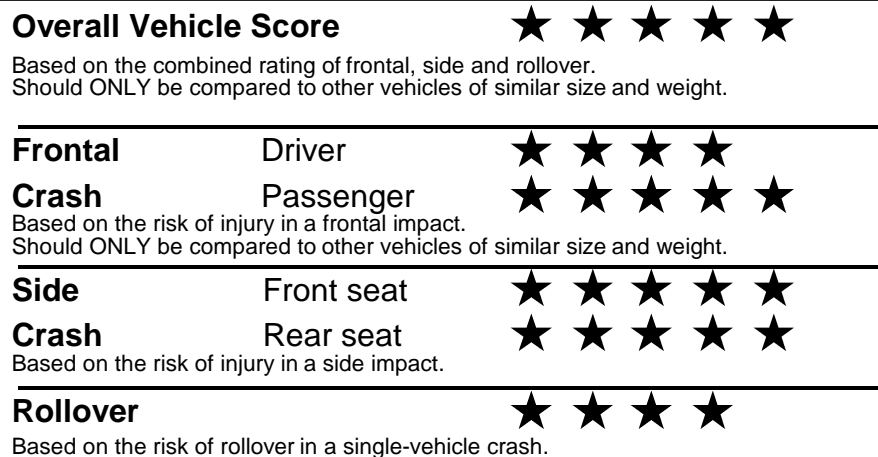 Overall Vehicle Score ★ ★ ★ ★ ★
Based on the combined rating of frontal, side and rollover.
Should ONLY be compared to other vehicles of similar size and weight.
Frontal Driver ★ ★ ★ ★
Crash Passenger ★ ★ ★ ★ ★
Based on the risk of injury in a frontal impact.
Should ONLY be compared to other vehicles of similar size and weight.
Side Front seat ★ ★ ★ ★ ★
Crash Rear seat ★ ★ ★ ★ ★
Based on the risk of injury in a side impact.
Rollover ★ ★ ★ ★
Based on the risk of rollover in a single-vehicle crash.